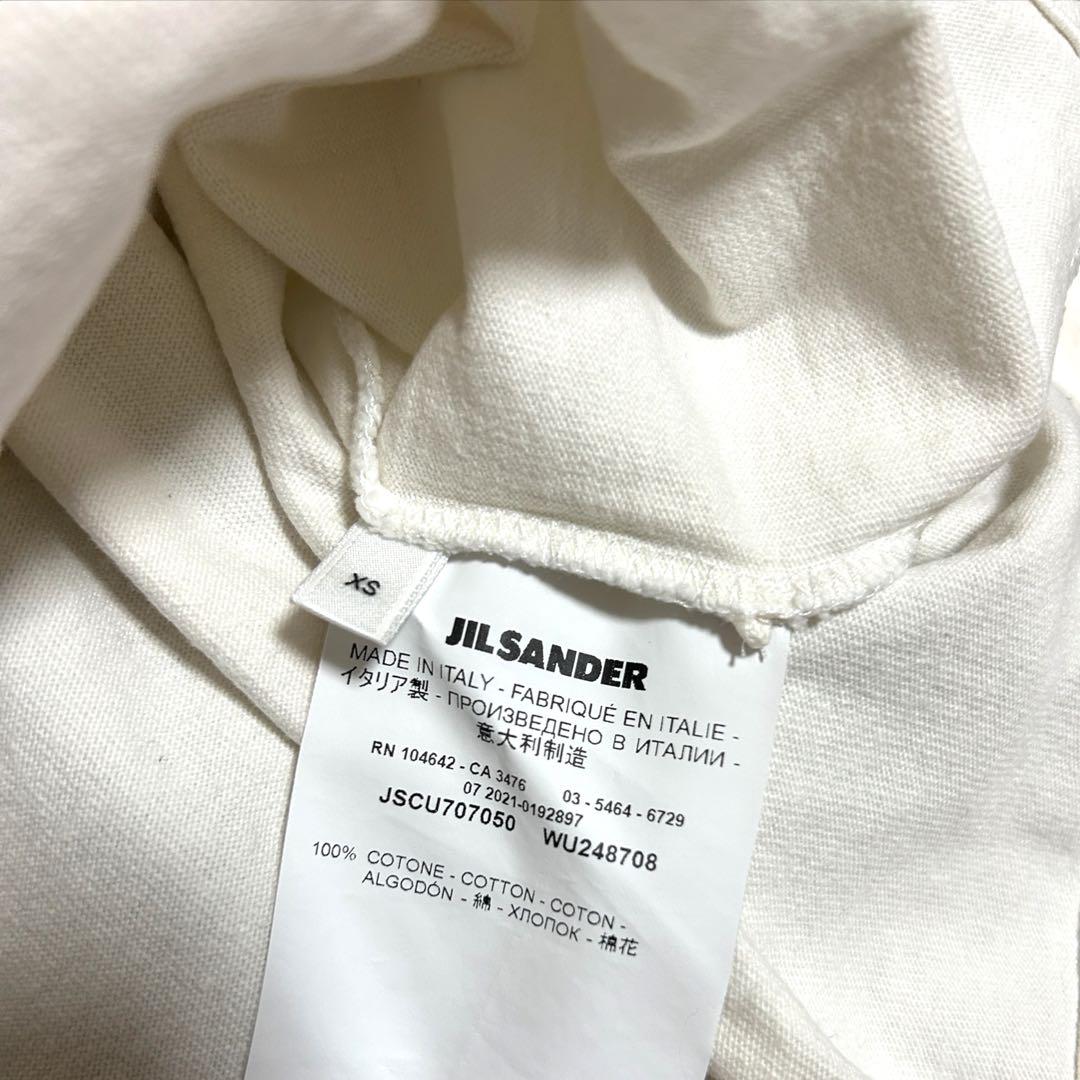 XS
JIL SANDER
MADE IN ITALY - FABRIQUÉ EN ITALIE -
イタリア製 - ПРОИЗВЕДЕНО В ИТАЛИИ -
意大利制造
RN 104642 - CA 3476 03 - 5464 - 6729
07 2021-0192897
JSCU707050 WU248708
100% COTONE - COTTON - COTON -
ALGODÓN - 綿 - ХЛОПОК - 棉花